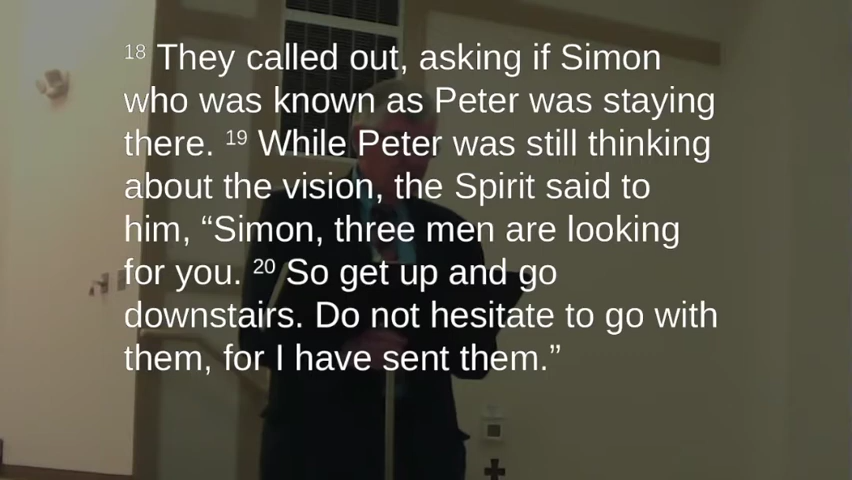 18 They called out, asking if Simon
who was known as Peter was staying
there. 19 While Peter was still thinking
about the vision, the Spirit said to
him, “Simon, three men are looking
for you. 20 So get up and go
downstairs. Do not hesitate to go with
them, for I have sent them.”